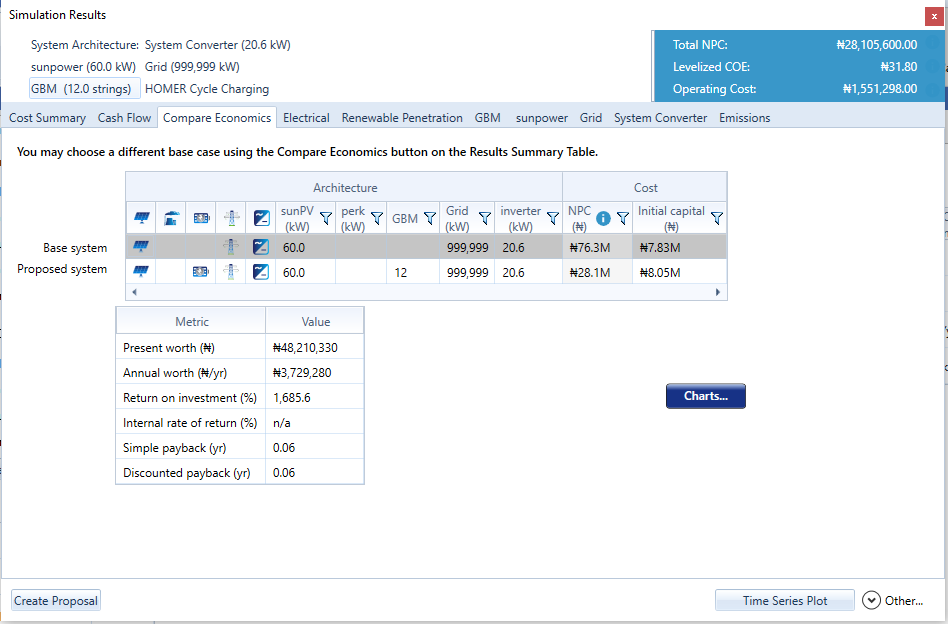 Simulation Results
x
System Architecture: System Converter (20.6 kW)
sunpower (60.0 kW) Grid (999,999 kW)
GBM (12.0 strings) HOMER Cycle Charging
Total NPC: ₦28,105,600.00
Levelized COE: ₦31.80
Operating Cost: ₦1,551,298.00
Cost Summary Cash Flow Compare Economics Electrical Renewable Penetration GBM sunpower Grid System Converter Emissions
You may choose a different base case using the Compare Economics button on the Results Summary Table.
Architecture Cost
sunPV (kW) perk (kW) GBM Grid (kW) inverter (kW) NPC (₦) Initial capital (₦)
Base system 60.0 999,999 20.6 ₦76.3M ₦7.83M
Proposed system 60.0 12 999,999 20.6 ₦28.1M ₦8.05M
Metric Value
Present worth (₦) ₦48,210,330
Annual worth (₦/yr) ₦3,729,280
Return on investment (%) 1,685.6
Internal rate of return (%) n/a
Simple payback (yr) 0.06
Discounted payback (yr) 0.06
Charts...
Create Proposal
Time Series Plot
Other...